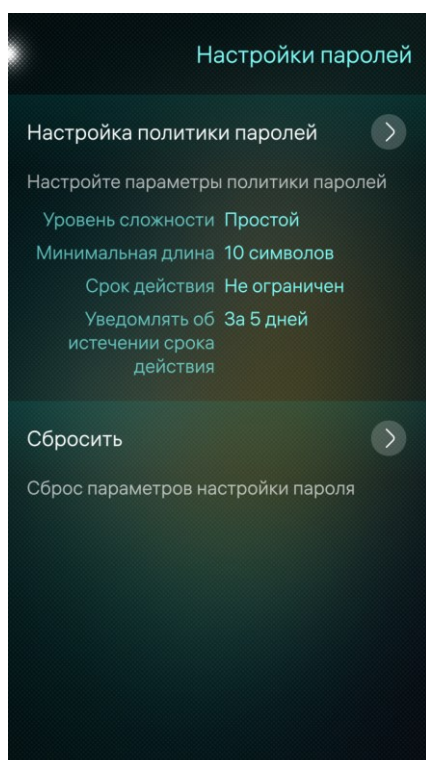 Настройки паролей
Настройка политики паролей
Настройте параметры политики паролей
Уровень сложности Простой
Минимальная длина 10 символов
Срок действия Не ограничен
Уведомлять об За 5 дней
истечении срока
действия
Сбросить
Сброс параметров настройки пароля